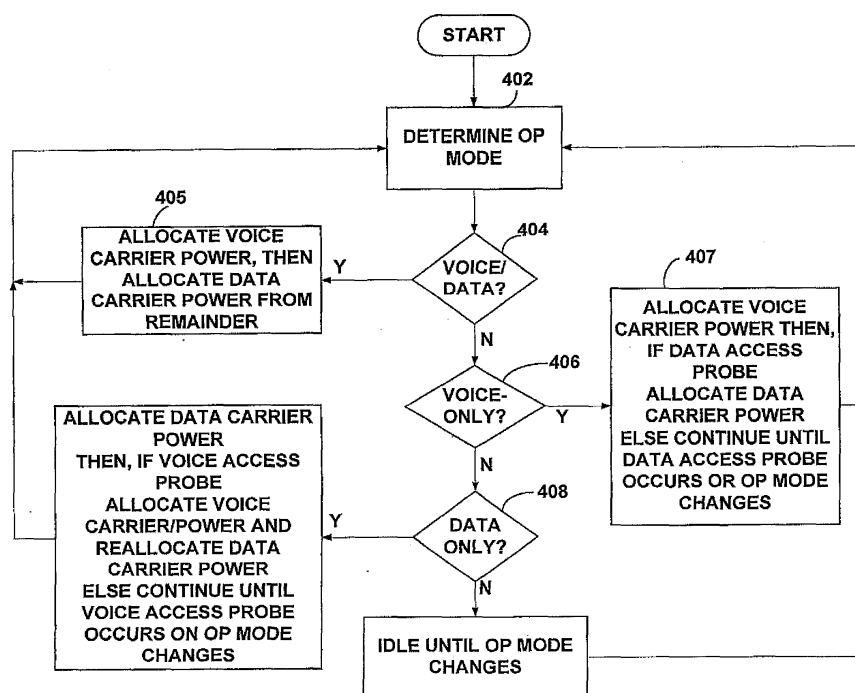 START
402
DETERMINE OP
MODE
405
ALLOCATE VOICE
CARRIER POWER, THEN
ALLOCATE DATA
CARRIER POWER FROM
REMAINDER
Y
404
VOICE/
DATA?
N
407
ALLOCATE VOICE
CARRIER POWER THEN,
IF DATA ACCESS
PROBE
ALLOCATE DATA
CARRIER POWER
ELSE CONTINUE UNTIL
DATA ACCESS PROBE
OCCURS OR OP MODE
CHANGES
406
VOICE-
ONLY?
Y
N
ALLOCATE DATA CARRIER
POWER
THEN, IF VOICE ACCESS
PROBE
ALLOCATE VOICE
CARRIER/POWER AND
REALLOCATE DATA
CARRIER POWER
ELSE CONTINUE UNTIL
VOICE ACCESS PROBE
OCCURS ON OP MODE
CHANGES
Y
408
DATA
ONLY?
N
IDLE UNTIL OP MODE
CHANGES